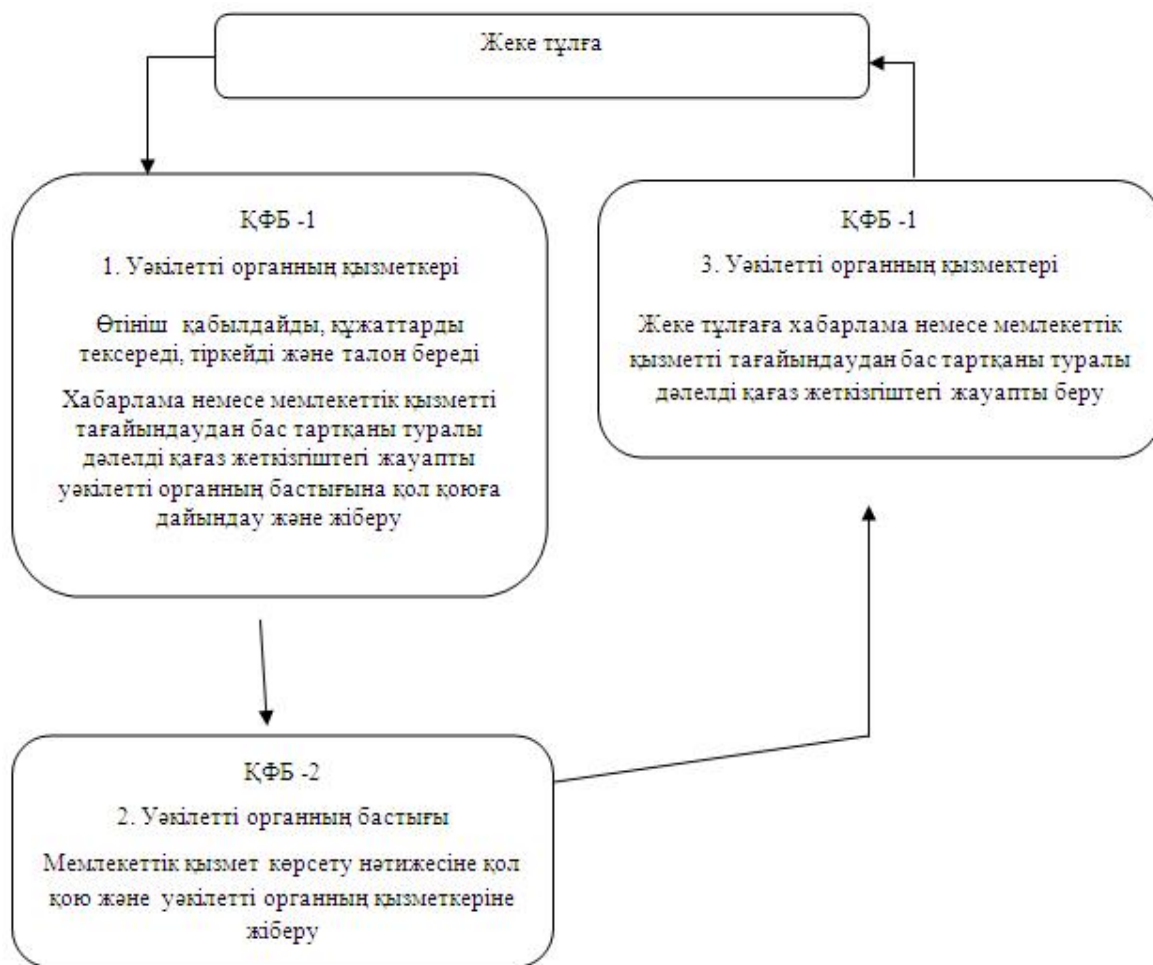 Жеке тұлға
ҚФБ -1
1. Уәкілетті органның қызметкері
Өтініш қабылдайды, құжаттарды
тексереді, тіркейді және талон береді
Хабарлама немесе мемлекеттік қызметті
тағайындаудан бас тартқаны туралы
дәлелді қағаз жеткізгіштегі жауапты
уәкілетті органның бастығына қол қоюға
дайындау және жіберу
ҚФБ -2
2. Уәкілетті органның бастығы
Мемлекеттік қызмет көрсету нәтижесіне қол
қою және уәкілетті органның қызметкеріне
жіберу
ҚФБ -1
3. Уәкілетті органның қызмектері
Жеке тұлғаға хабарлама немесе мемлекеттік
қызметті тағайындаудан бас тартқаны туралы
дәлелді қағаз жеткізгіштегі жауапты беру